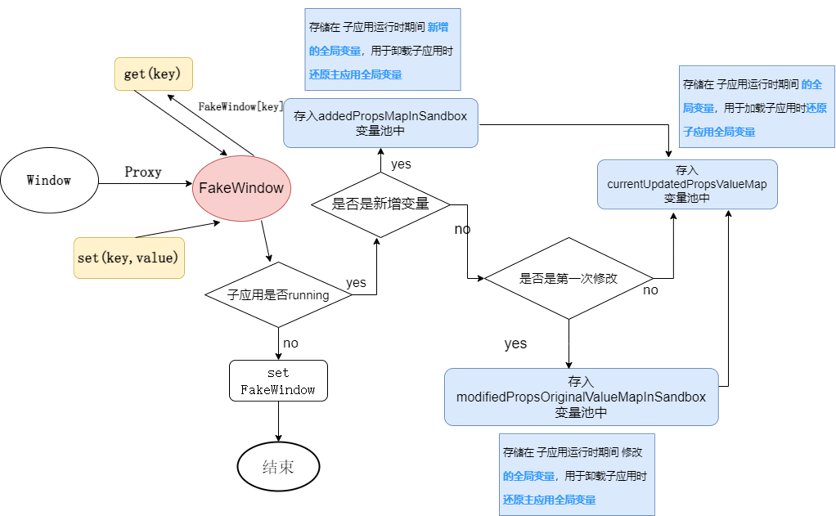 存储在 子应用运行时期间 新增
的全局变量，用于卸载子应用时
还原主应用全局变量
get(key)
FakeWindow[key]
存入addedPropsMapInSandbox
变量池中
存储在 子应用运行时期间 的全
局变量，用于加载子应用时还原
子应用全局变量
Window
Proxy
FakeWindow
yes
是否是新增变量
存入
currentUpdatedPropsValueMap
变量池中
set(key,value)
no
子应用是否running
yes
是否是第一次修改
no
no
yes
set
FakeWindow
存入
modifiedPropsOriginalValueMapInSandbox
变量池中
结束
存储在 子应用运行时期间 修改
的全局变量，用于卸载子应用时
还原主应用全局变量